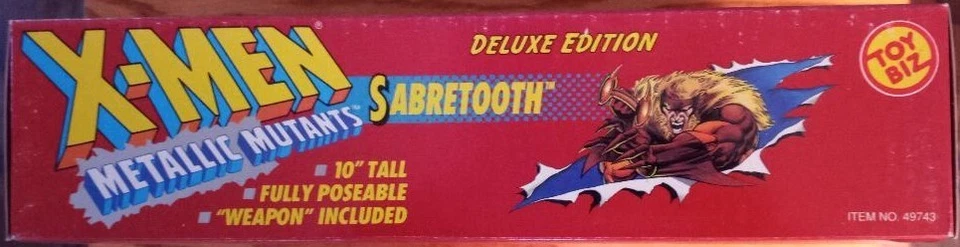 X-MEN®
METALLIC MUTANTS™
DELUXE EDITION
SABRETOOTH™
10" TALL
FULLY POSEABLE
"WEAPON" INCLUDED
TOY
BIZ
ITEM NO. 49743